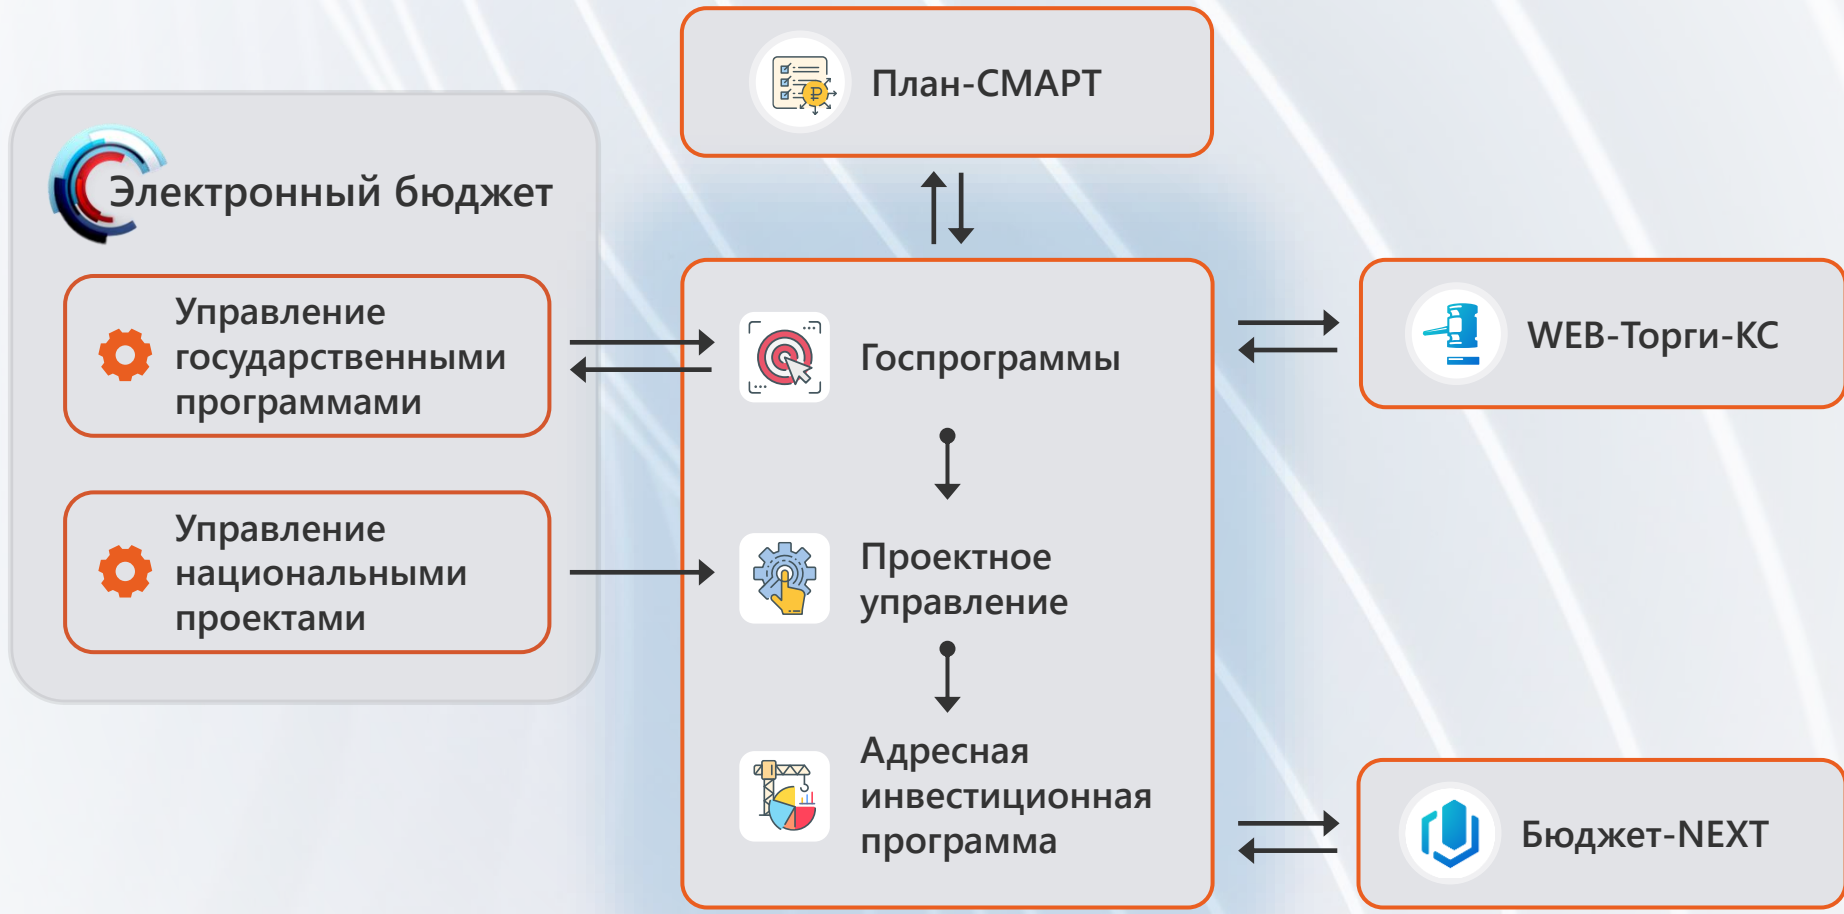 План-СМАРТ
Электронный бюджет
Управление
государственными
программами
Управление
национальными
проектами
Госпрограммы
Проектное
управление
Адресная
инвестиционная
программа
WEB-Торги-КС
Бюджет-NEXT